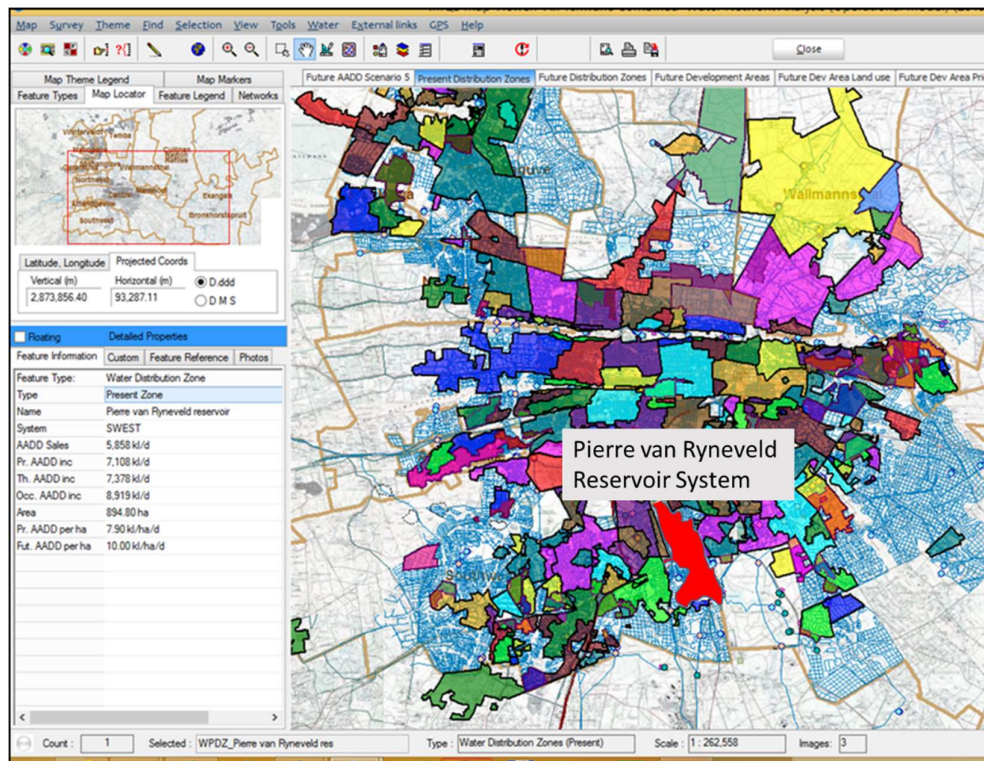 Map Survey Theme Find Selection View Tools Water External links GPS Help
Close
Map Theme Legend Map Markers
Feature Types Map Locator Feature Legend Networks
Future AADD Scenario 5 Present Distribution Zones Future Distribution Zones Future Development Areas Future Dev Area Land use Future Dev Area Pri
Temba
Ekangala
Bronkhorstspruit
Southwest
Wallmanns
Latitude, Longitude Projected Coords
Vertical (m) Horizontal (m) D.ddd
2,873,856.40 93,287.11 D M S
Floating Detailed Properties
Feature Information Custom Feature Reference Photos
Feature Type: Water Distribution Zone
Type Present Zone
Name Pierre van Ryneveld reservoir
System SWEST
AADD Sales 5,858 kl/d
Pr. AADD inc 7,108 kl/d
Th. AADD inc 7,378 kl/d
Occ. AADD inc 8,919 kl/d
Area 894.80 ha
Pr. AADD per ha 7.90 kl/ha/d
Fut. AADD per ha 10.00 kl/ha/d
Pierre van Ryneveld
Reservoir System
Count : 1 Selected : WPDZ_Pierre van Ryneveld res Type : Water Distribution Zones (Present) Scale : 1 : 262,558 Images: 3